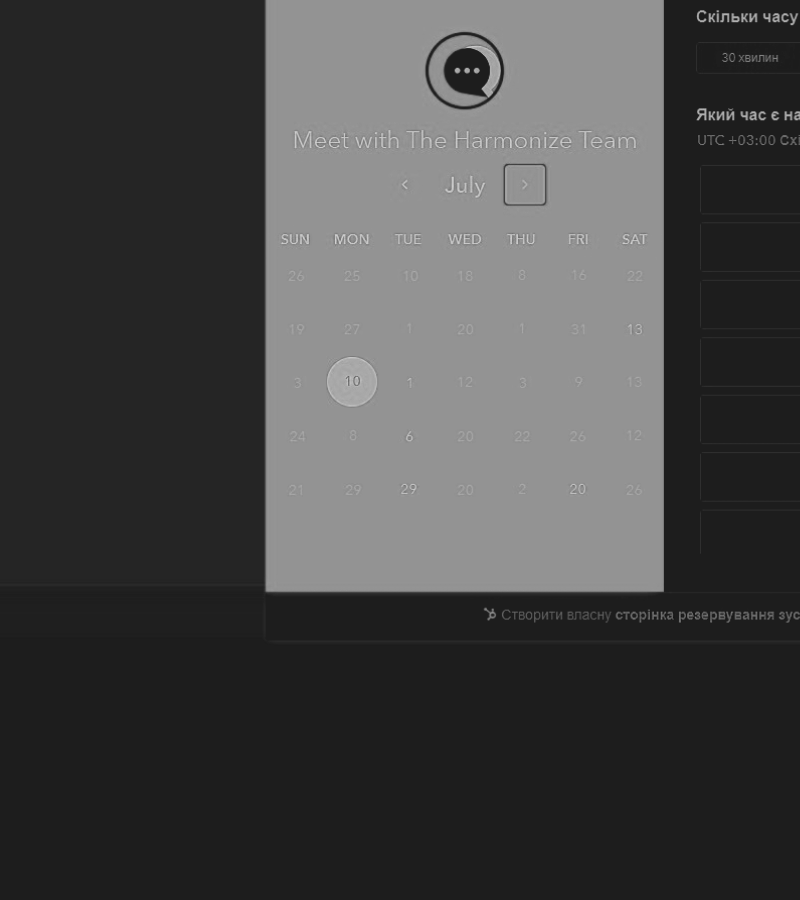 Meet with The Harmonize Team
July
SUN MON TUE WED THU FRI SAT
26 25 10 18 8 16 22
19 27 1 20 1 31 13
3 10 1 12 3 9 13
24 8 6 20 22 26 12
21 29 29 20 2 20 26
Скільки часу
30 хвилин
Який час є на
UTC +03:00 Схі
Створити власну сторінка резервування зус